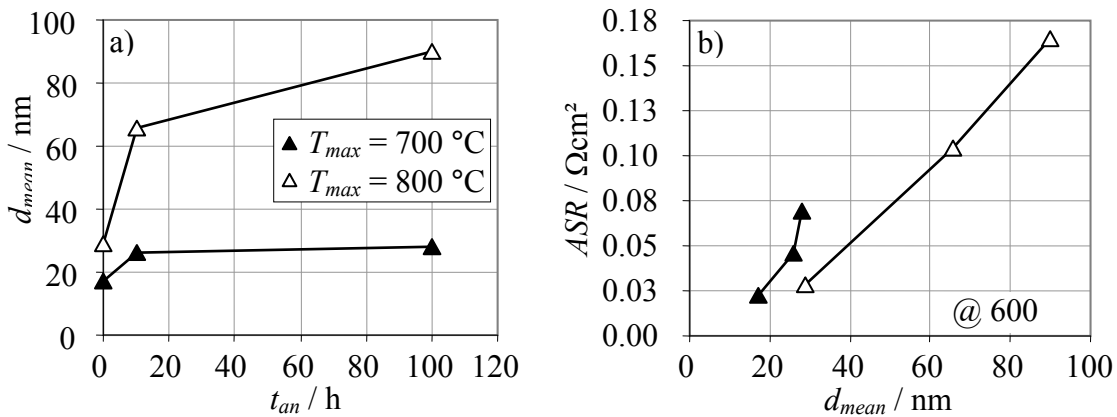 a)
100
80
60
40
20
0
d_mean / nm
0 20 40 60 80 100 120
t_an / h
T_max = 700 °C
T_max = 800 °C
b)
0.18
0.15
0.13
0.10
0.08
0.05
0.03
0.00
ASR / Ωcm²
0 20 40 60 80 100
d_mean / nm
@ 600